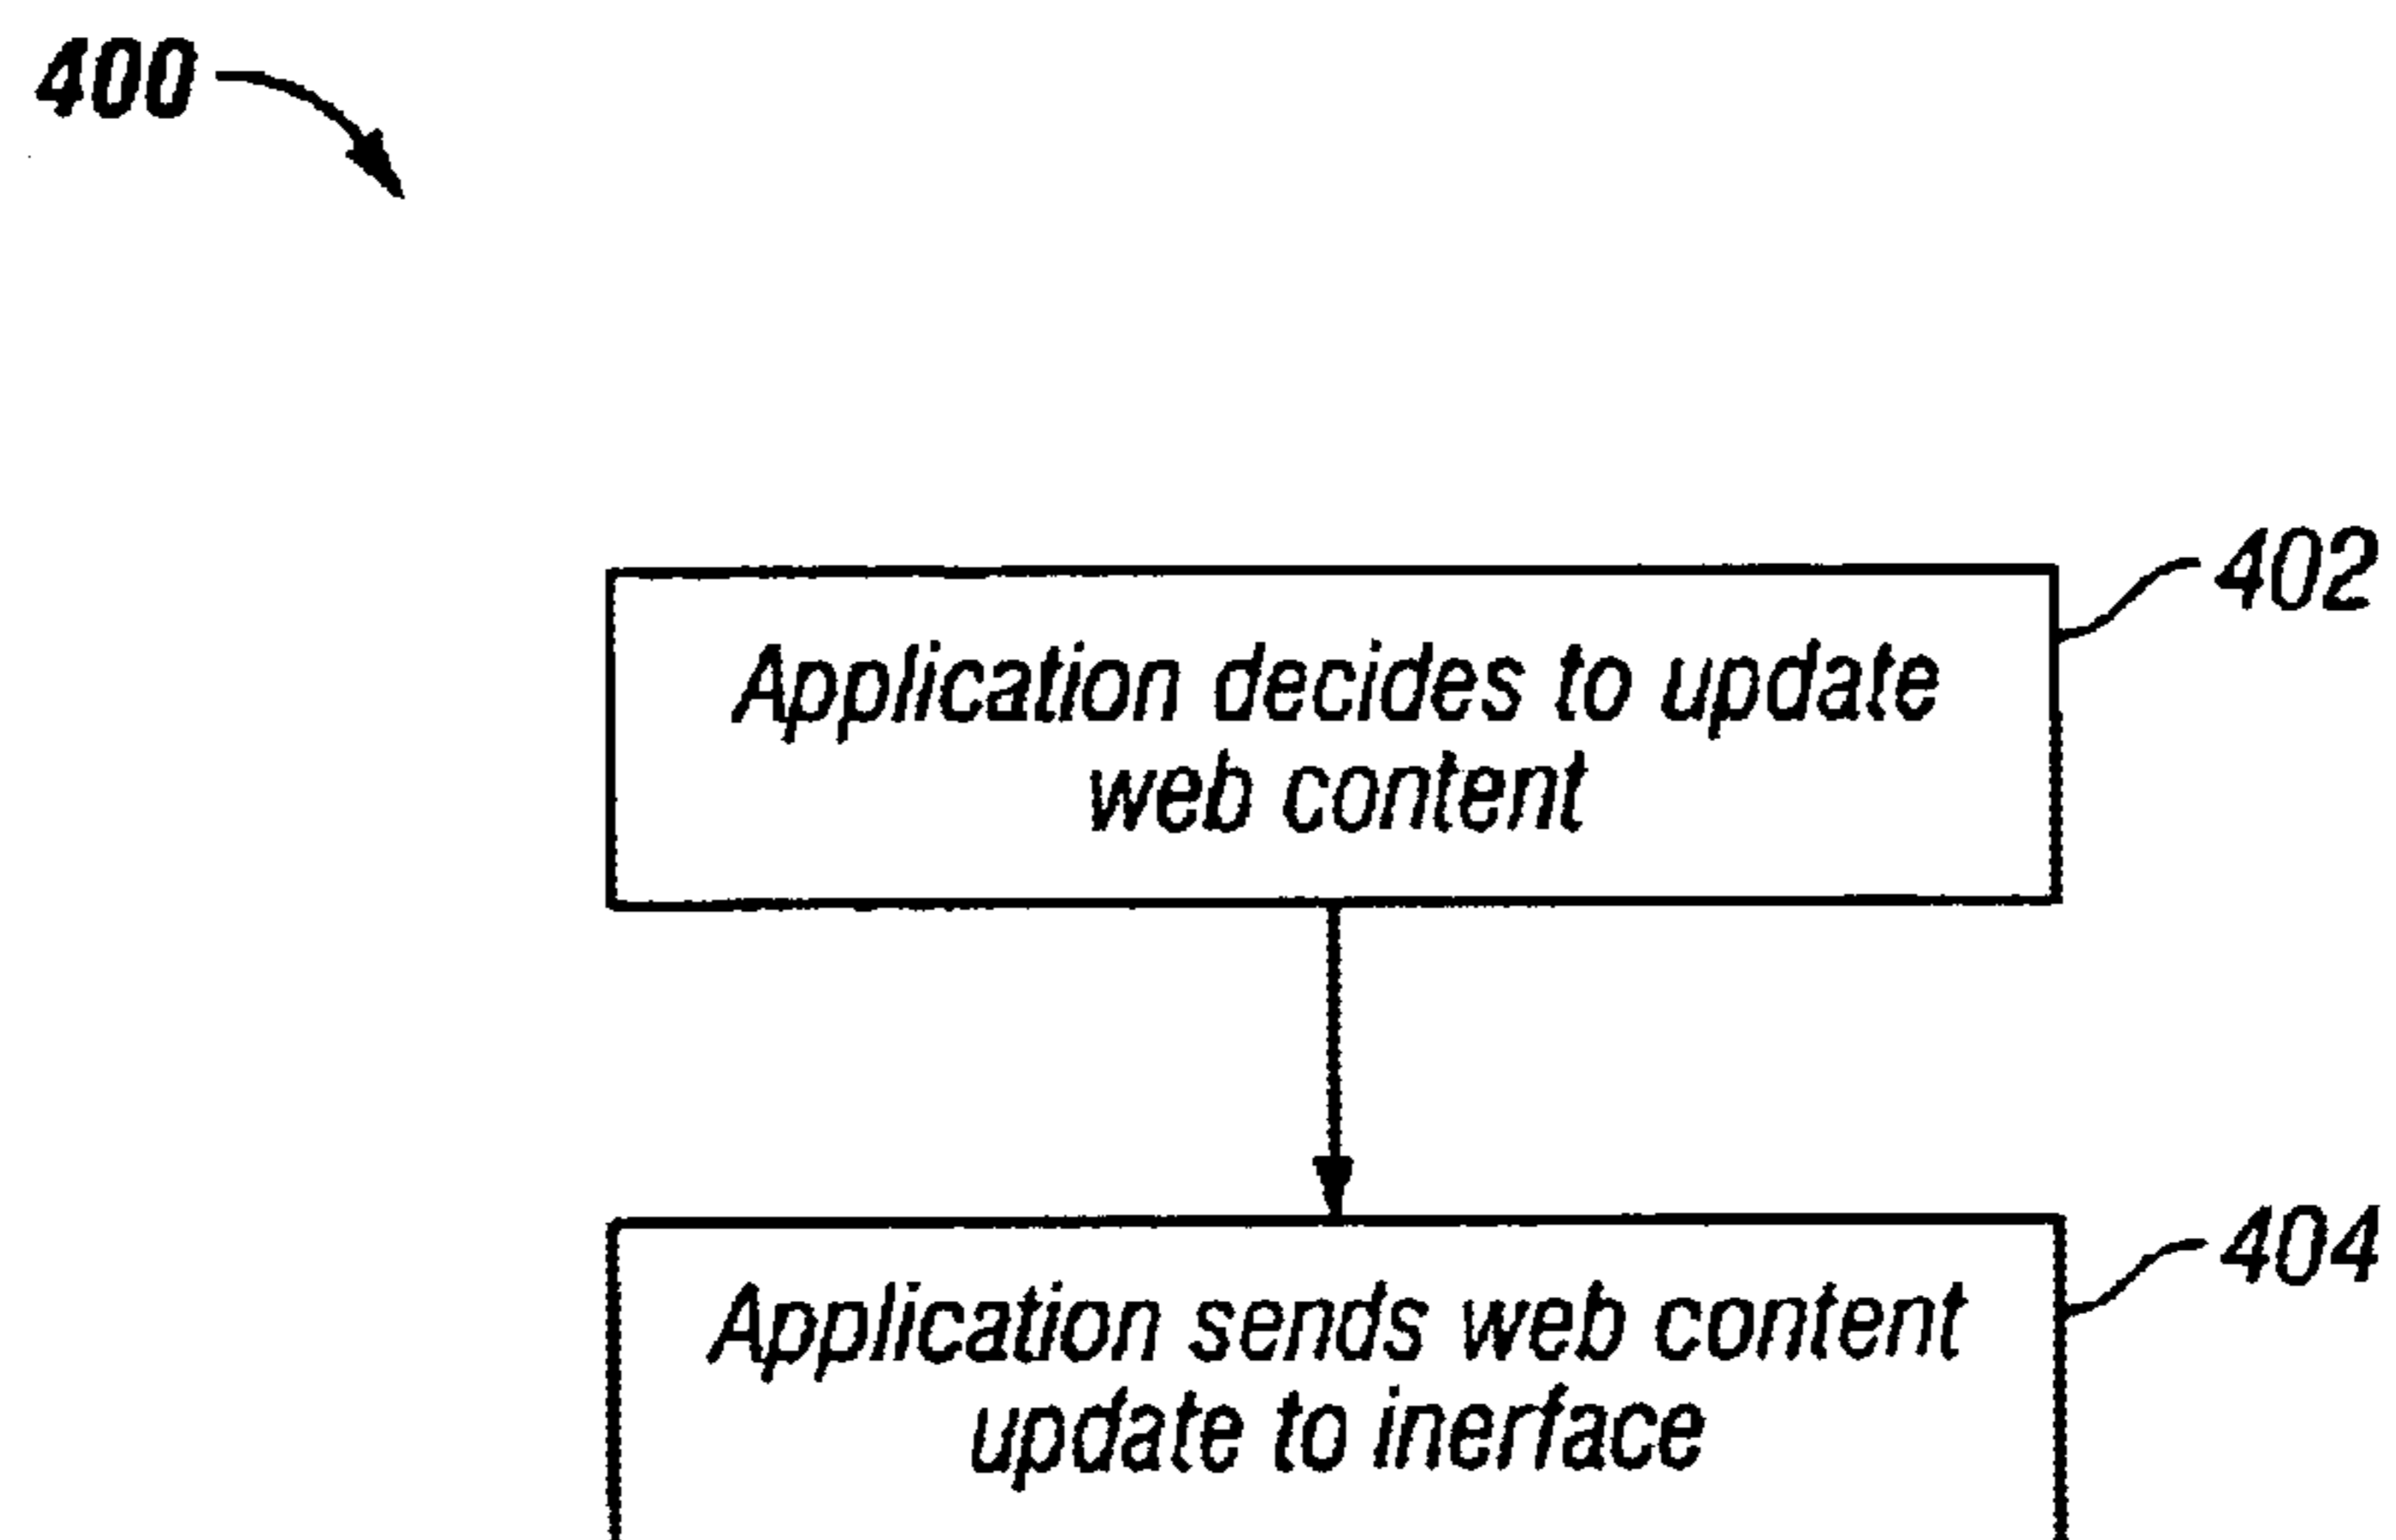 400
402
Application decides to update
web content
404
Application sends web content
update to inerface